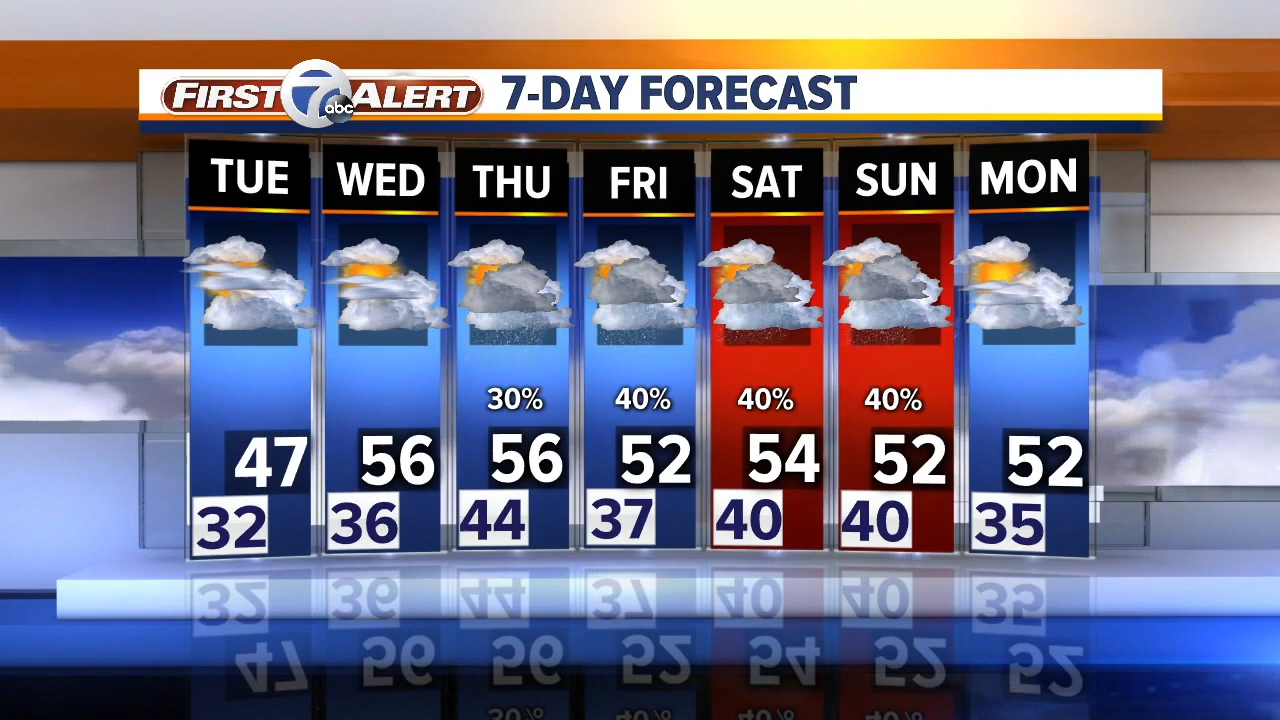 FIRST 7 abc ALERT 7-DAY FORECAST
TUE WED THU FRI SAT SUN MON
30% 40% 40% 40%
47 56 56 52 54 52 52
32 36 44 37 40 40 35